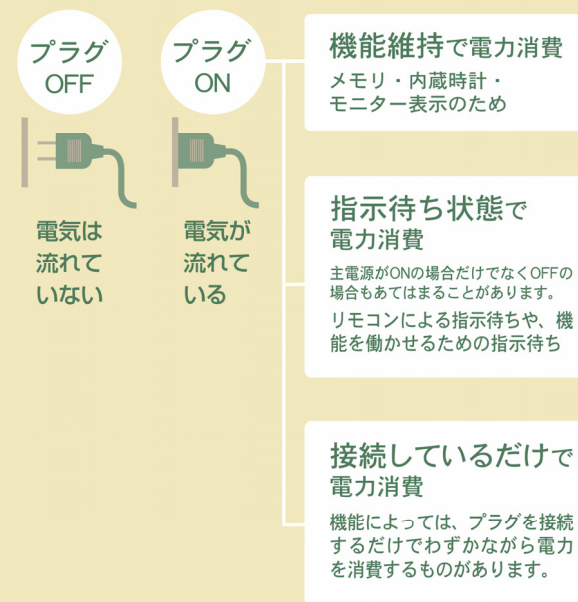 プラグ
OFF
電気は
流れて
いない
プラグ
ON
電気が
流れて
いる
機能維持で電力消費
メモリ・内蔵時計・
モニター表示のため
指示待ち状態で
電力消費
主電源がONの場合だけでなくOFFの
場合もあてはまることがあります。
リモコンによる指示待ちや、機
能を働かせるための指示待ち
接続しているだけで
電力消費
機能によっては、プラグを接続
するだけでわずかながら電力
を消費するものがあります。